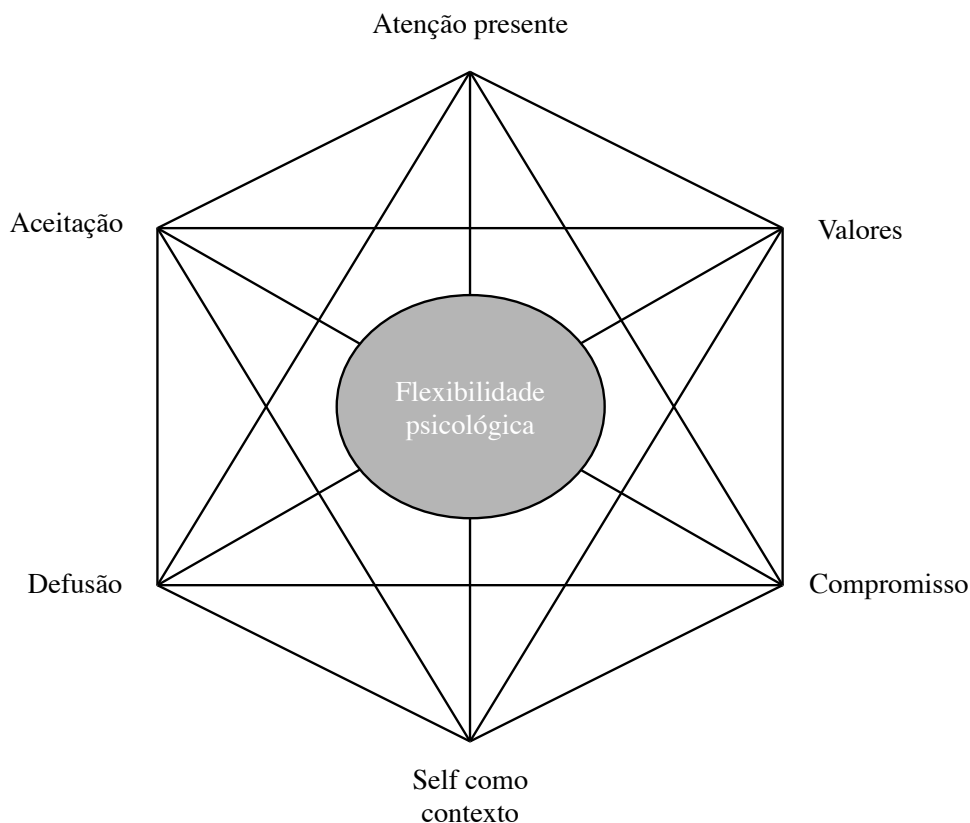 Atenção presente
Aceitação
Valores
Flexibilidade
psicológica
Defusão
Compromisso
Self como
contexto